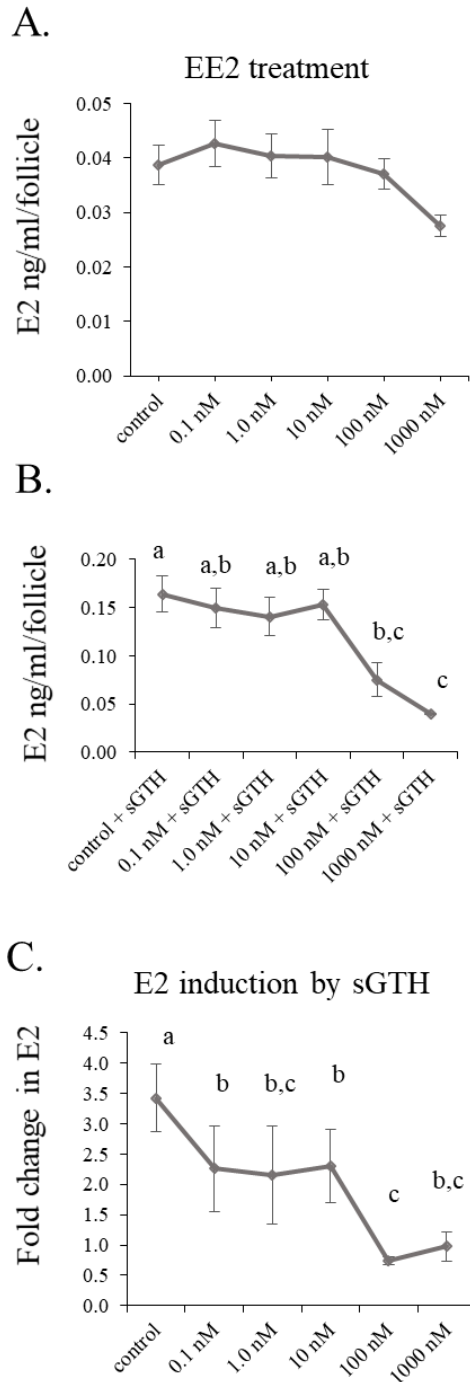 A.
EE2 treatment
E2 ng/ml/follicle
0.05
0.04
0.03
0.02
0.01
0.00
control
0.1 nM
1.0 nM
10 nM
100 nM
1000 nM
B.
E2 ng/ml/follicle
0.20
0.15
0.10
0.05
0.00
a
a,b
a,b
a,b
b,c
c
control + sGTH
0.1 nM + sGTH
1.0 nM + sGTH
10 nM + sGTH
100 nM + sGTH
1000 nM + sGTH
C.
E2 induction by sGTH
Fold change in E2
4.5
4.0
3.5
3.0
2.5
2.0
1.5
1.0
0.5
0.0
a
b
b,c
b
c
b,c
control
0.1 nM
1.0 nM
10 nM
100 nM
1000 nM